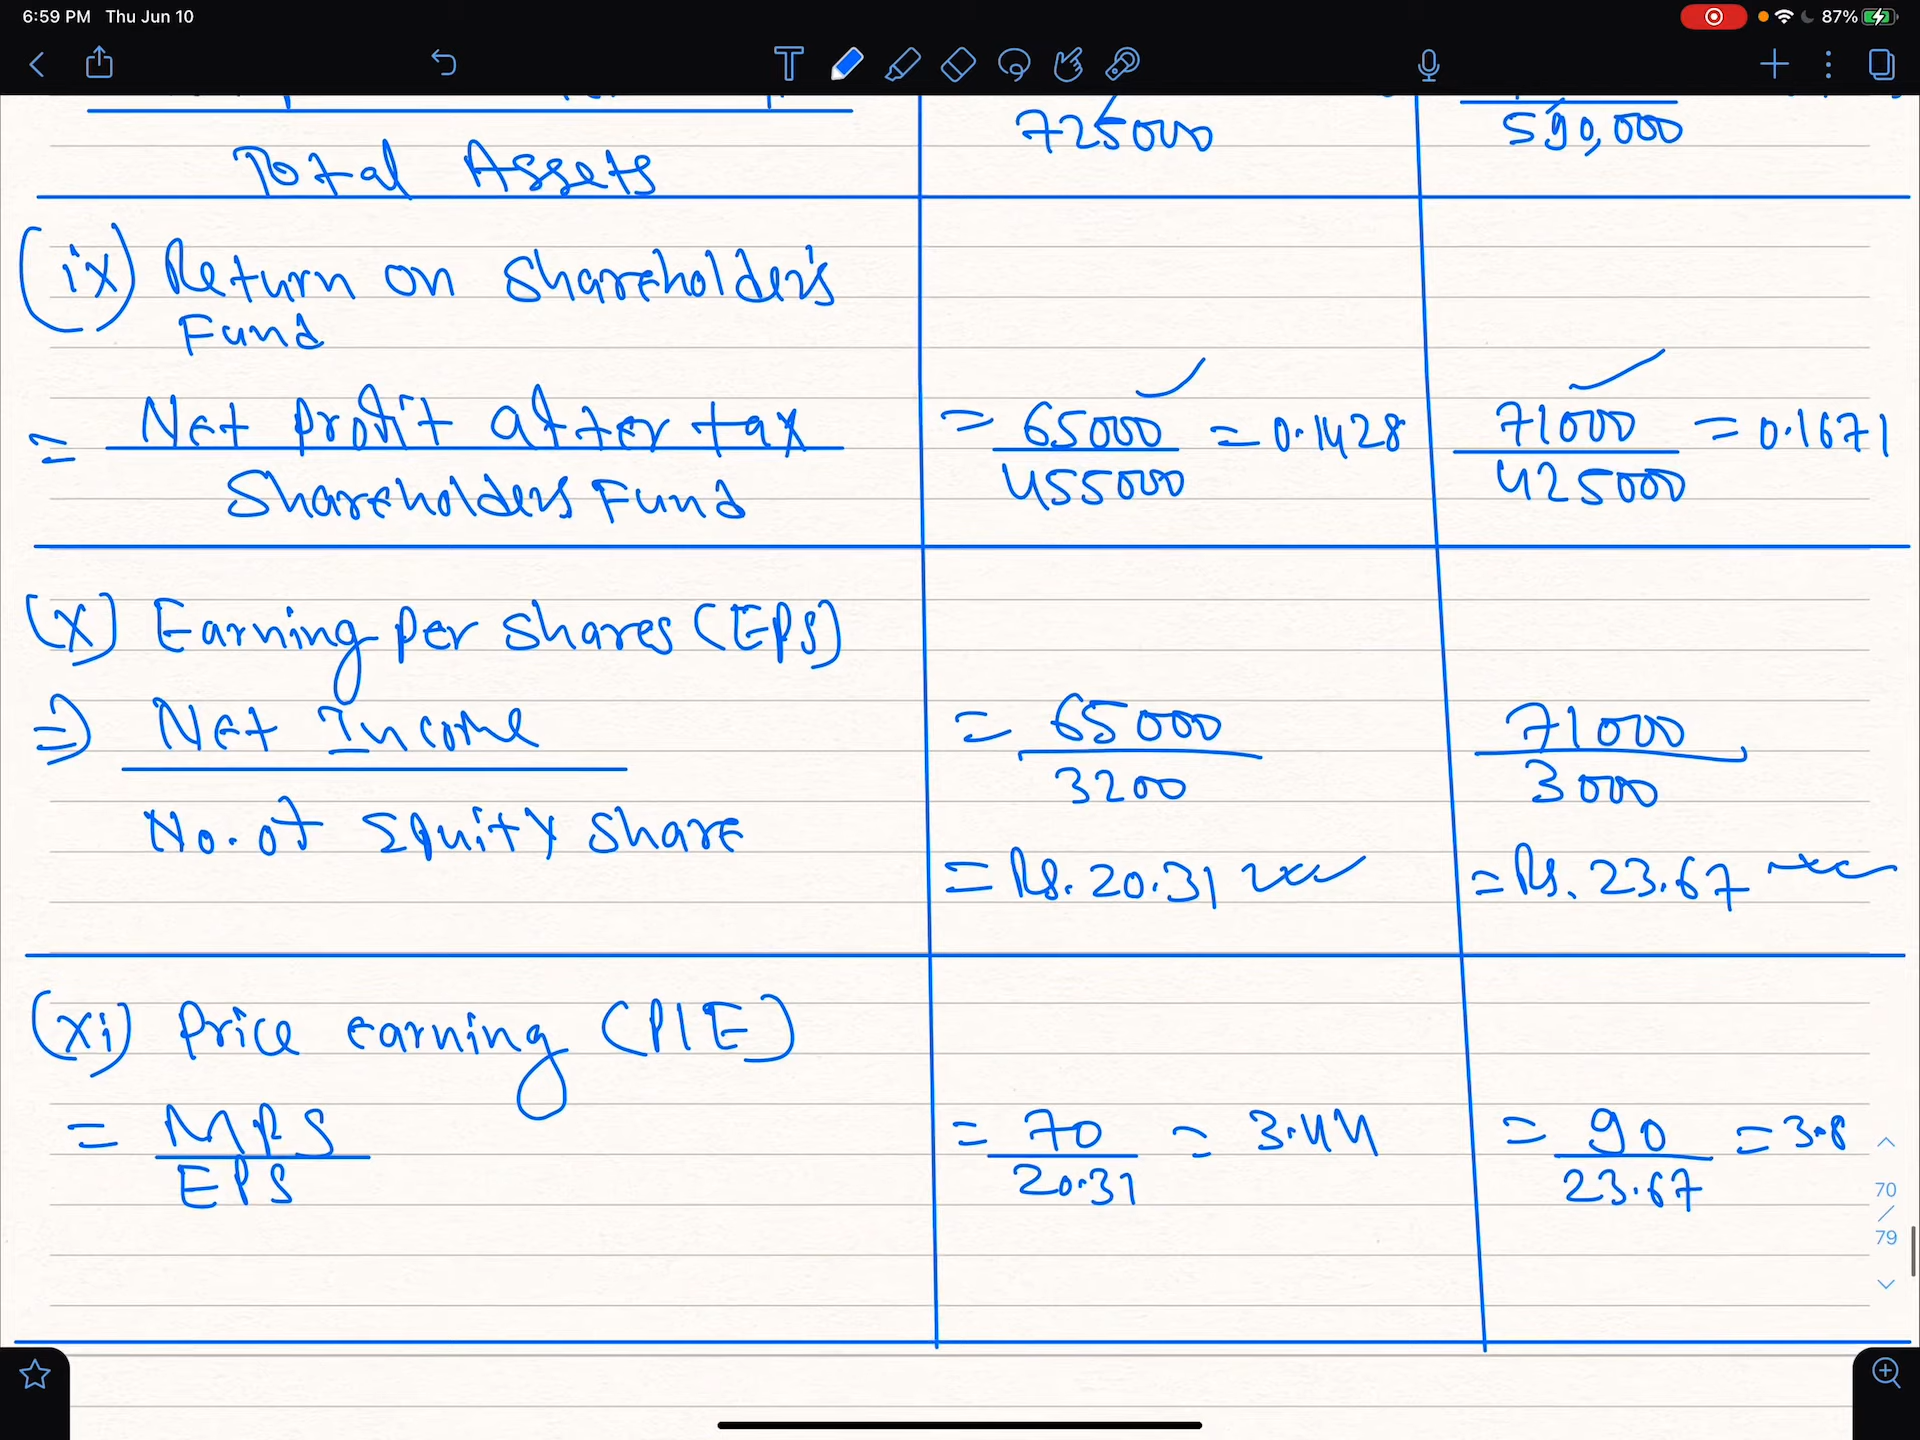 6:59 PM Thu Jun 10
87%
Total Assets
725000
590,000
(ix) Return on Shareholder's
Fund
= Net Profit after tax
Shareholders Fund
= 65000 = 0.1428
455000
71000 = 0.1671
425000
(x) Earning per shares (EPS)
=) Net Income
No. of Equity Share
= 65000
3200
= Rs. 20.31
71000
3000
= Rs. 23.67
(xi) Price earning (P/E)
= MPS
EPS
= 70 = 3.44
20.31
= 90 = 3.8
23.67
70
/
79